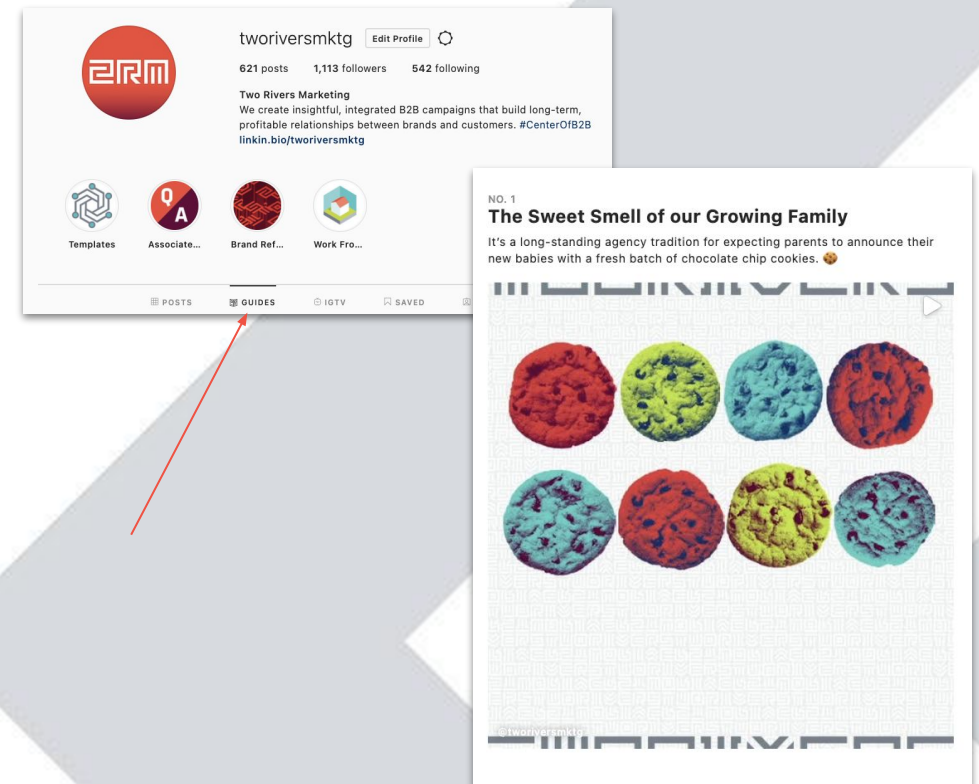 2RM
tworiversmktg Edit Profile
621 posts 1,113 followers 542 following
Two Rivers Marketing
We create insightful, integrated B2B campaigns that build long-term,
profitable relationships between brands and customers. #CenterOfB2B
linkin.bio/tworiversmktg
Q
A
Templates Associate... Brand Ref... Work Fro...
POSTS GUIDES IGTV SAVED
NO. 1
The Sweet Smell of our Growing Family
It's a long-standing agency tradition for expecting parents to announce their
new babies with a fresh batch of chocolate chip cookies. 🍪
@tworiversmktg